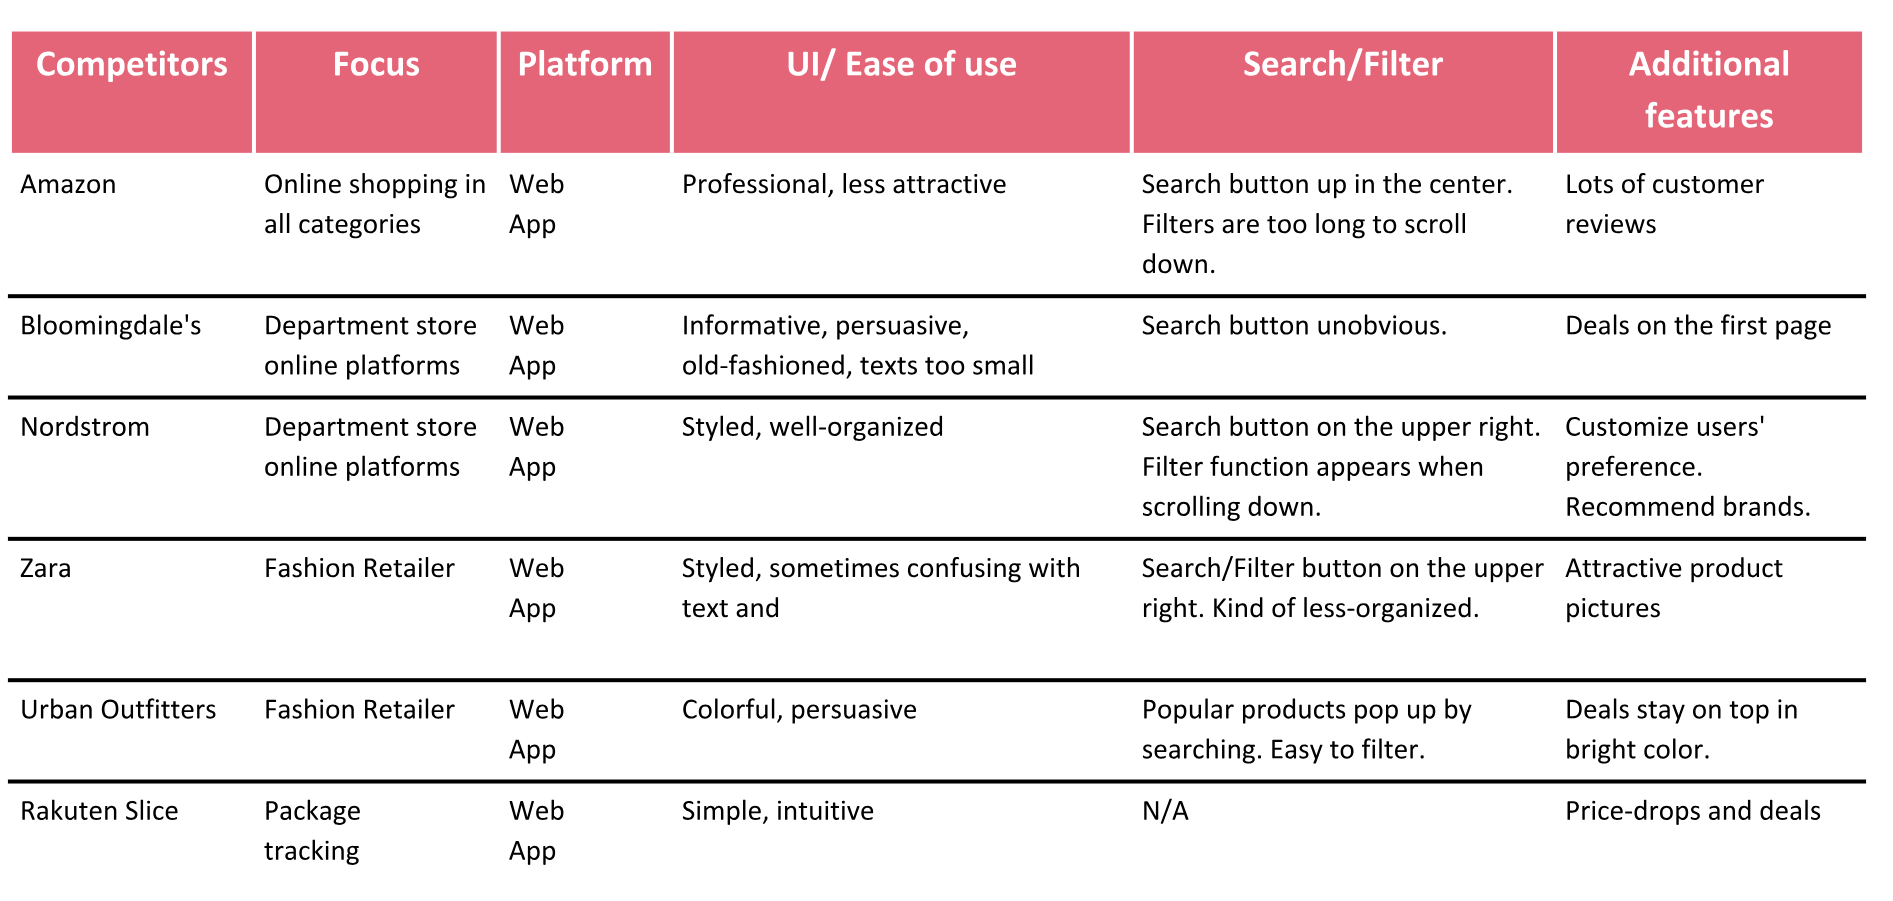 Competitors
Focus
Platform
UI/ Ease of use
Search/Filter
Additional
features
Amazon
Online shopping in
all categories
Web
App
Professional, less attractive
Search button up in the center.
Filters are too long to scroll
down.
Lots of customer
reviews
Bloomingdale's
Department store
online platforms
Web
App
Informative, persuasive,
old-fashioned, texts too small
Search button unobvious.
Deals on the first page
Nordstrom
Department store
online platforms
Web
App
Styled, well-organized
Search button on the upper right.
Filter function appears when
scrolling down.
Customize users'
preference.
Recommend brands.
Zara
Fashion Retailer
Web
App
Styled, sometimes confusing with
text and
Search/Filter button on the upper
right. Kind of less-organized.
Attractive product
pictures
Urban Outfitters
Fashion Retailer
Web
App
Colorful, persuasive
Popular products pop up by
searching. Easy to filter.
Deals stay on top in
bright color.
Rakuten Slice
Package
tracking
Web
App
Simple, intuitive
N/A
Price-drops and deals